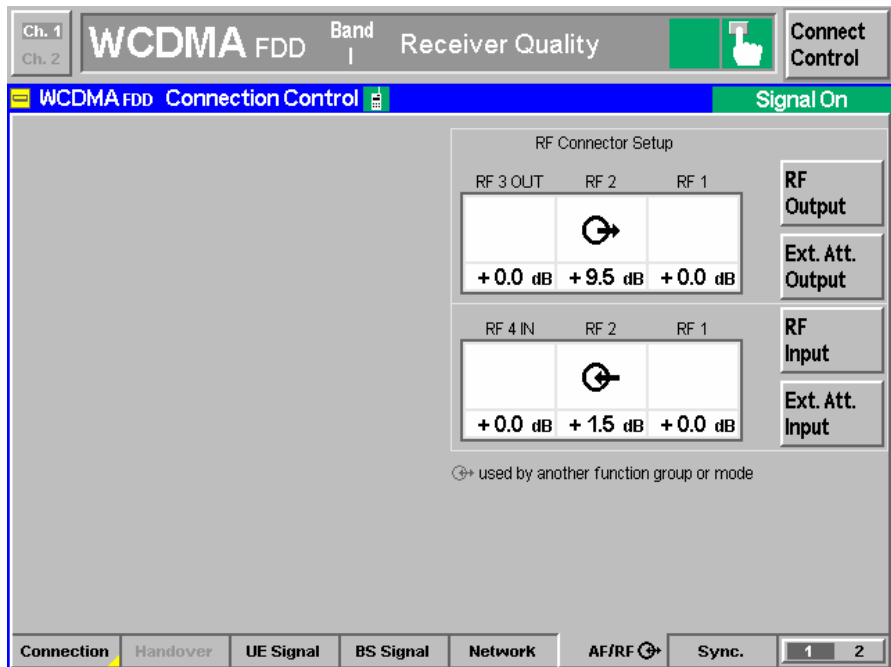 Ch. 1
Ch. 2
WCDMA FDD Band I Receiver Quality
Connect Control
WCDMA FDD Connection Control
Signal On
RF Connector Setup
RF 3 OUT RF 2 RF 1
+ 0.0 dB + 9.5 dB + 0.0 dB
RF Output
Ext. Att. Output
RF 4 IN RF 2 RF 1
+ 0.0 dB + 1.5 dB + 0.0 dB
RF Input
Ext. Att. Input
used by another function group or mode
Connection Handover UE Signal BS Signal Network AF/RF Sync. 1 2